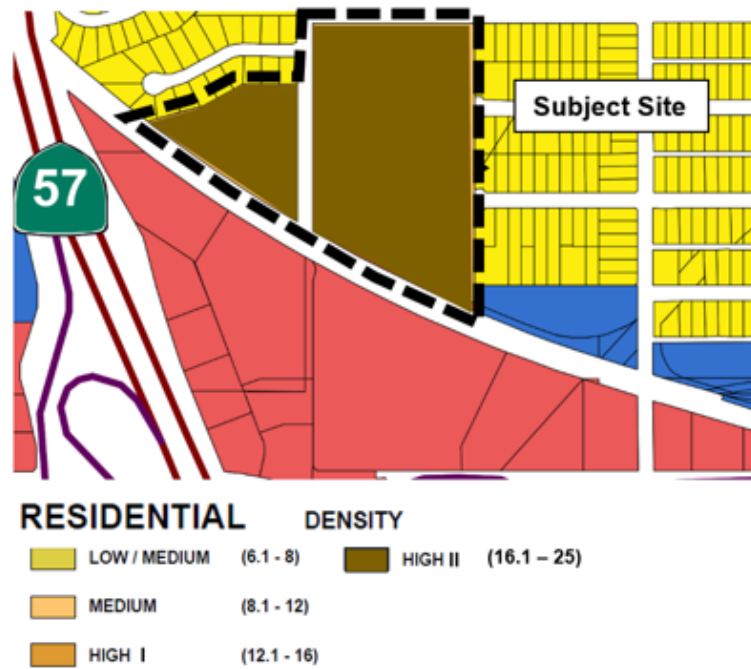 Subject Site
57
RESIDENTIAL DENSITY
LOW / MEDIUM (6.1 - 8) HIGH II (16.1 – 25)
MEDIUM (8.1 - 12)
HIGH I (12.1 - 16)